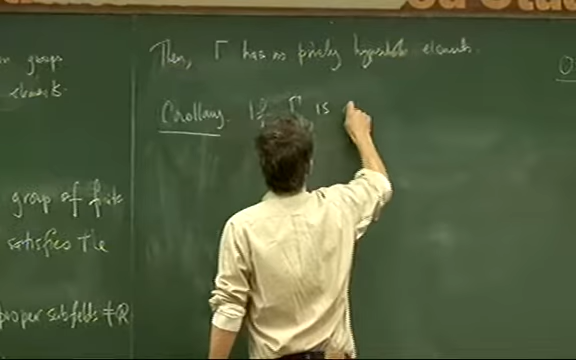 groups
elements.
group of finite
satisfies the
proper subfields ≠ ℝ
Then, Γ has no purely hyperbolic elements.
Corollary. If Γ is